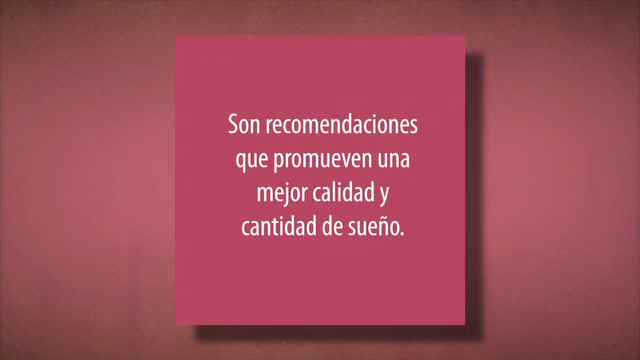 Son recomendaciones
que promueven una
mejor calidad y
cantidad de sueño.